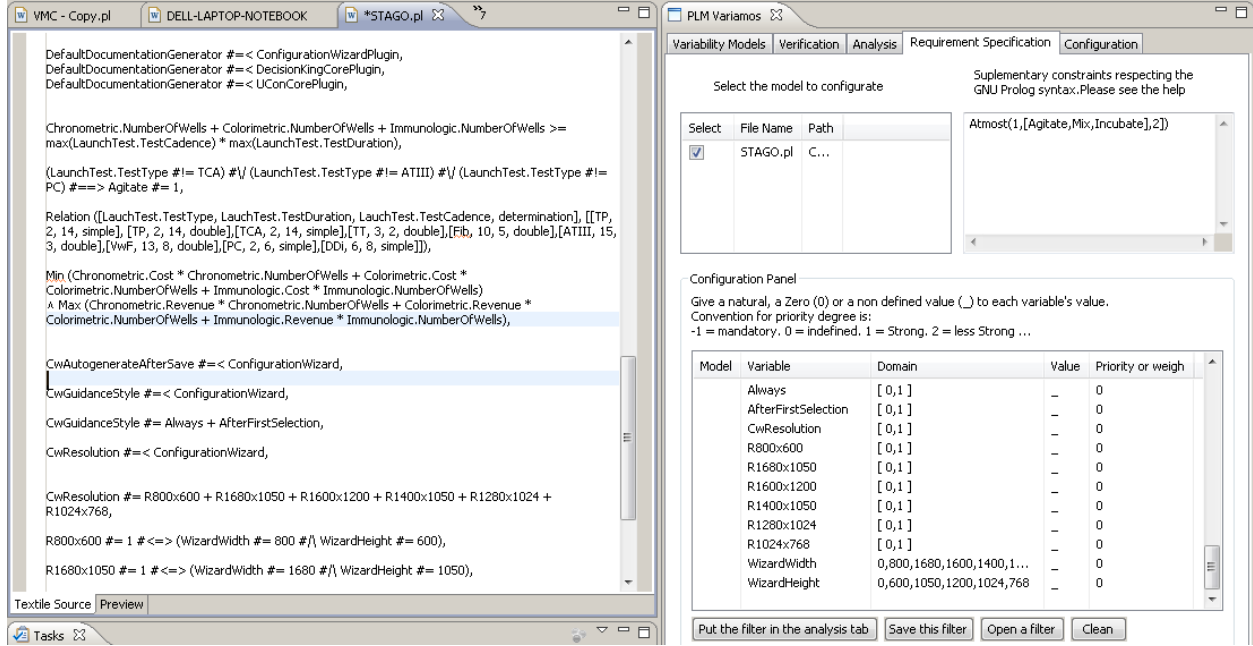 VMC - Copy.pl
DELL-LAPTOP-NOTEBOOK
*STAGO.pl
»7
DefaultDocumentationGenerator #=< ConfigurationWizardPlugin,
DefaultDocumentationGenerator #=< DecisionKingCorePlugin,
DefaultDocumentationGenerator #=< UConCorePlugin,
Chronometric.NumberOfWells + Colorimetric.NumberOfWells + Immunologic.NumberOfWells >=
max(LaunchTest.TestCadence) * max(LaunchTest.TestDuration),
(LaunchTest.TestType #!= TCA) #\/ (LaunchTest.TestType #!= ATIII) #\/ (LaunchTest.TestType #!=
PC) #==> Agitate #= 1,
Relation ([LauchTest.TestType, LauchTest.TestDuration, LauchTest.TestCadence, determination], [[TP,
2, 14, simple], [TP, 2, 14, double],[TCA, 2, 14, simple],[TT, 3, 2, double],[Fib, 10, 5, double],[ATIII, 15,
3, double],[VwF, 13, 8, double],[PC, 2, 6, simple],[DDi, 6, 8, simple]]),
Min (Chronometric.Cost * Chronometric.NumberOfWells + Colorimetric.Cost *
Colorimetric.NumberOfWells + Immunologic.Cost * Immunologic.NumberOfWells)
∧ Max (Chronometric.Revenue * Chronometric.NumberOfWells + Colorimetric.Revenue *
Colorimetric.NumberOfWells + Immunologic.Revenue * Immunologic.NumberOfWells),
CwAutogenerateAfterSave #=< ConfigurationWizard,
CwGuidanceStyle #=< ConfigurationWizard,
CwGuidanceStyle #= Always + AfterFirstSelection,
CwResolution #=< ConfigurationWizard,
CwResolution #= R800x600 + R1680x1050 + R1600x1200 + R1400x1050 + R1280x1024 +
R1024x768,
R800x600 #= 1 #<=> (WizardWidth #= 800 #/\ WizardHeight #= 600),
R1680x1050 #= 1 #<=> (WizardWidth #= 1680 #/\ WizardHeight #= 1050),
Textile Source Preview
Tasks
PLM Variamos
Variability Models Verification Analysis Requirement Specification Configuration
Select the model to configurate
Suplementary constraints respecting the
GNU Prolog syntax.Please see the help
Select File Name Path
STAGO.pl C...
Atmost(1,[Agitate,Mix,Incubate],2])
Configuration Panel
Give a natural, a Zero (0) or a non defined value (_) to each variable's value.
Convention for priority degree is:
-1 = mandatory. 0 = indefined. 1 = Strong. 2 = less Strong ...
Model Variable Domain Value Priority or weigh
Always [ 0,1 ] _ 0
AfterFirstSelection [ 0,1 ] _ 0
CwResolution [ 0,1 ] _ 0
R800x600 [ 0,1 ] _ 0
R1680x1050 [ 0,1 ] _ 0
R1600x1200 [ 0,1 ] _ 0
R1400x1050 [ 0,1 ] _ 0
R1280x1024 [ 0,1 ] _ 0
R1024x768 [ 0,1 ] _ 0
WizardWidth 0,800,1680,1600,1400,1... _ 0
WizardHeight 0,600,1050,1200,1024,768 _ 0
Put the filter in the analysis tab Save this filter Open a filter Clean